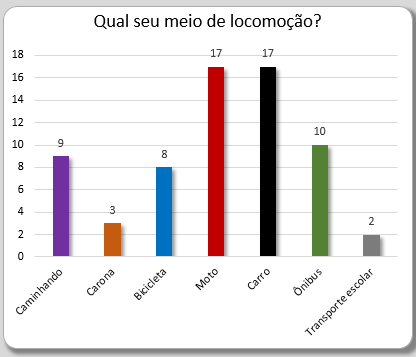 Qual seu meio de locomoção?
18
16
14
12
10
8
6
4
2
0
9
3
8
17
17
10
2
Caminhando
Carona
Bicicleta
Moto
Carro
Ônibus
Transporte escolar